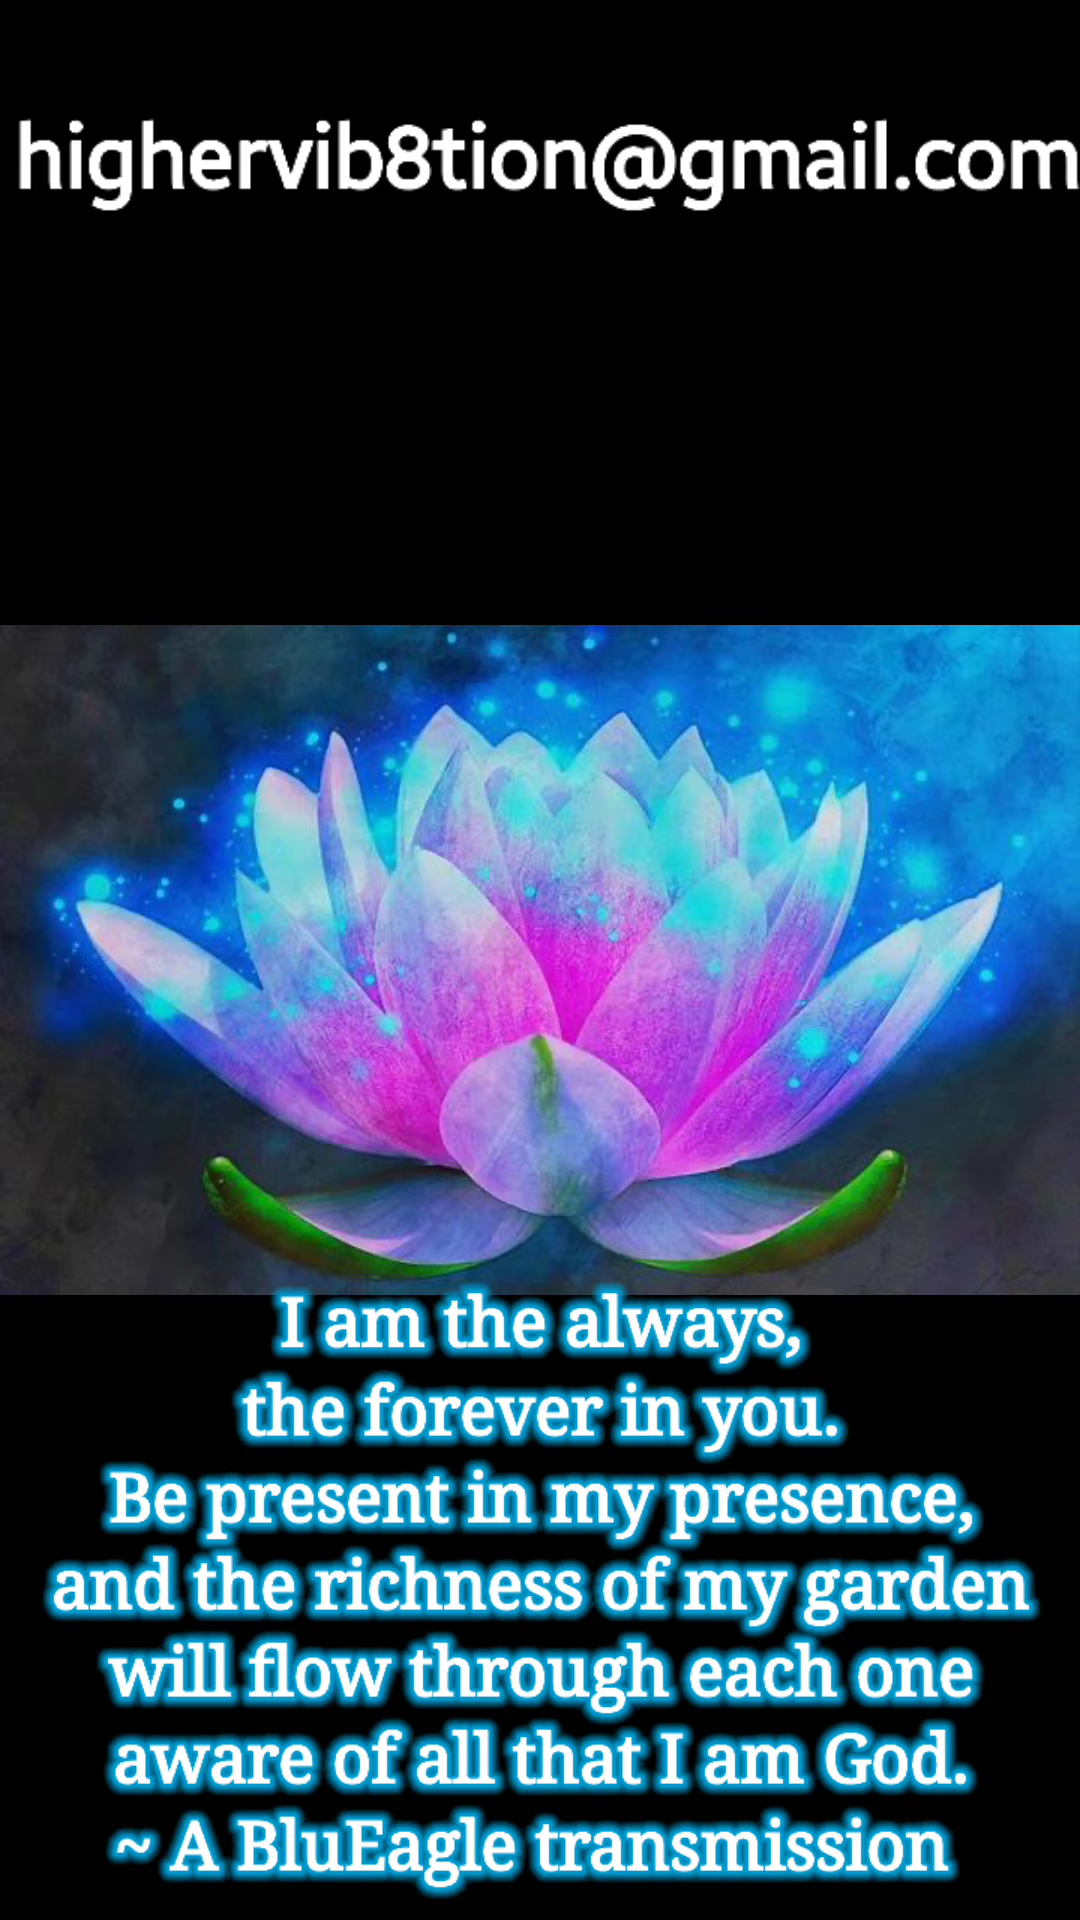 highervib8tion@gmail.com
I am the always,
the forever in you.
Be present in my presence,
and the richness of my garden
will flow through each one
aware of all that I am God.
~ A BluEagle transmission